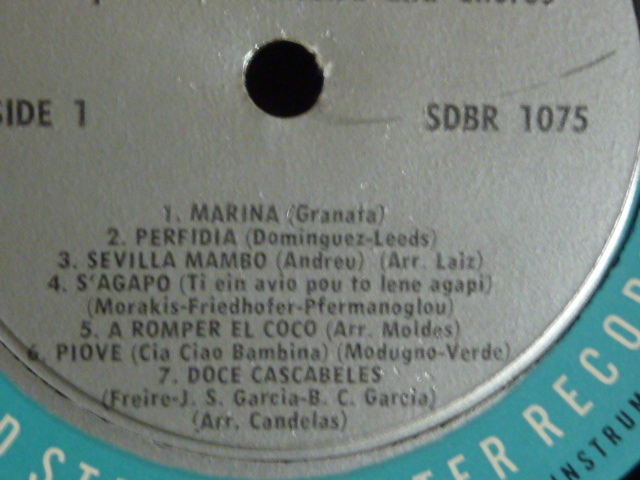 SIDE 1
SDBR 1075
1. MARINA (Granata)
2. PERFIDIA (Dominguez-Leeds)
3. SEVILLA MAMBO (Andreu) (Arr. Laiz)
4. S'AGAPO (Ti ein avio pou to lene agapi)
(Morakis-Friedhofer-Pfermanoglou)
5. A ROMPER EL COCO (Arr. Moldes)
6. PIOVE (Cia Ciao Bambina) (Modugno-Verde)
7. DOCE CASCABELES
(Freire-J. S. Garcia-B. C. Garcia)
(Arr. Candelas)